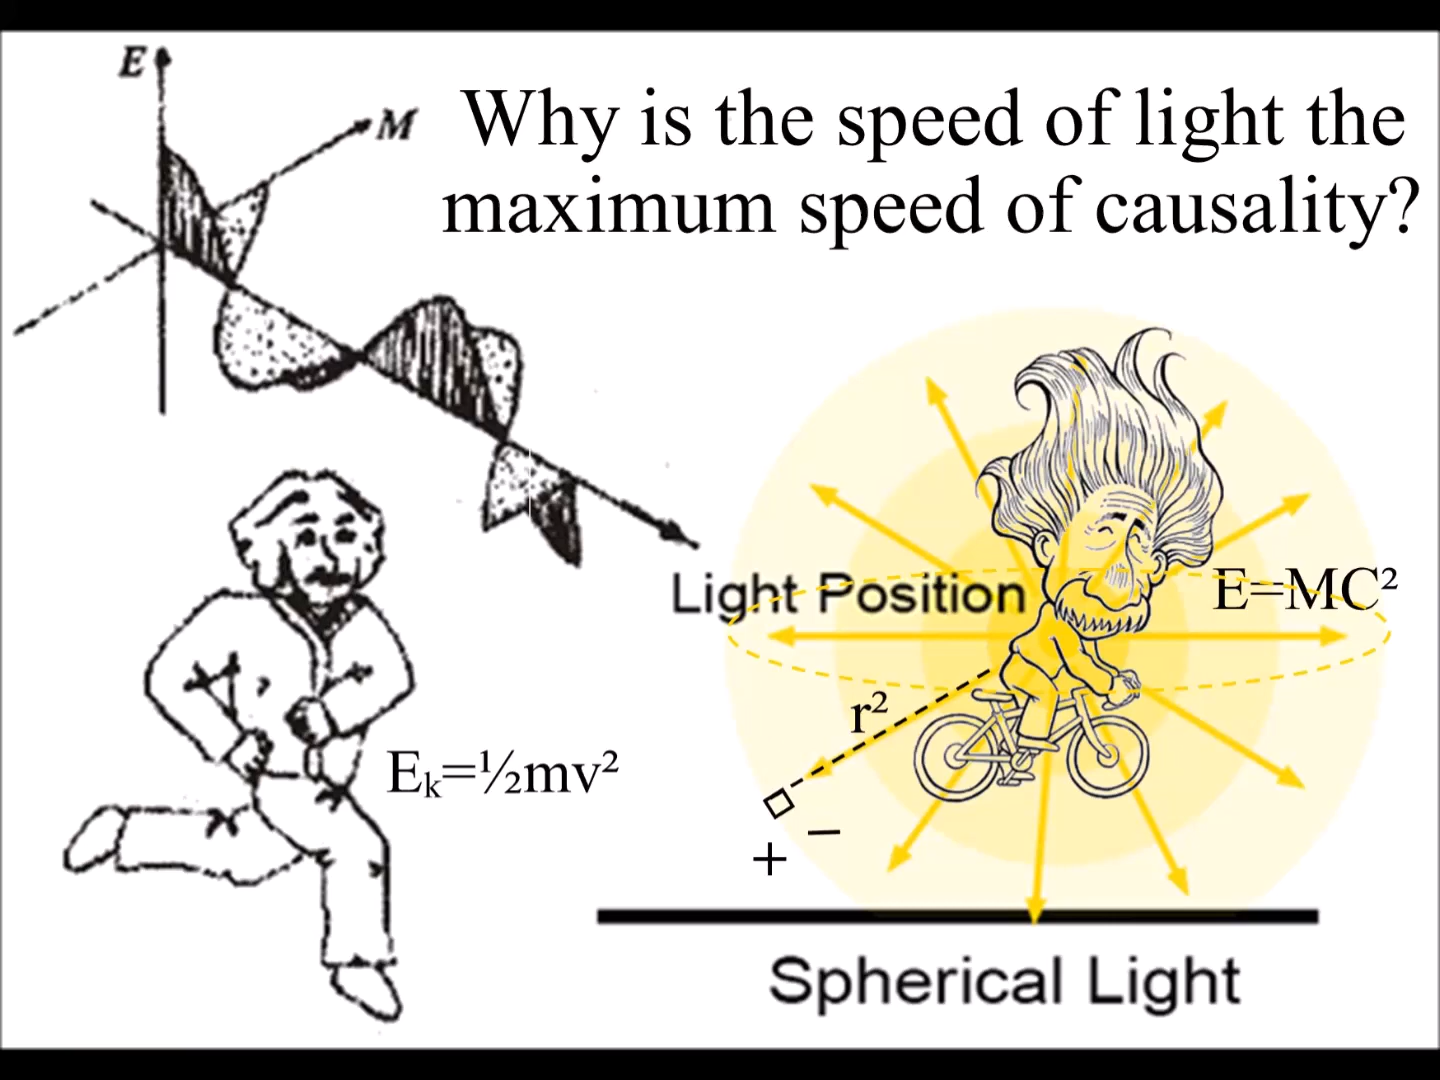 E
M
Why is the speed of light the
maximum speed of causality?
Light Position
E=MC²
r²
Eₖ=½mv²
+ −
Spherical Light